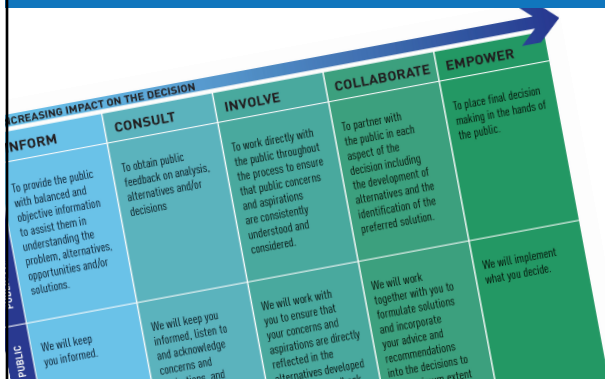 INCREASING IMPACT ON THE DECISION
INFORM
CONSULT
INVOLVE
COLLABORATE
EMPOWER
To provide the public
with balanced and
objective information
to assist them in
understanding the
problem, alternatives,
opportunities and/or
solutions.
To obtain public
feedback on analysis,
alternatives and/or
decisions
To work directly with
the public throughout
the process to ensure
that public concerns
and aspirations
are consistently
understood and
considered.
To partner with
the public in each
aspect of the
decision including
the development of
alternatives and the
identification of the
preferred solution.
To place final decision
making in the hands of
the public.
PUBLIC
We will keep
you informed.
We will keep you
informed, listen to
and acknowledge
concerns and
and
We will work with
you to ensure that
your concerns and
aspirations are directly
reflected in the
alternatives developed
We will work
together with you to
formulate solutions
and incorporate
your advice and
recommendations
into the decisions to
extent
We will implement
what you decide.